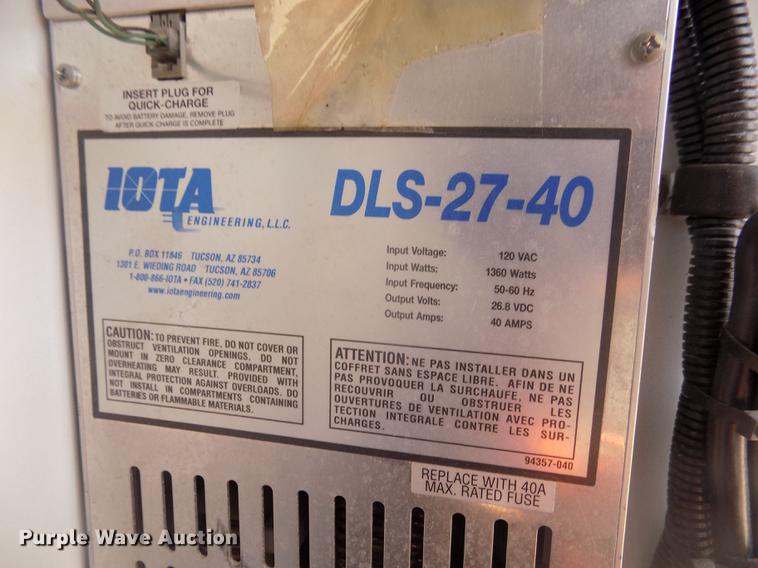 INSERT PLUG FOR
QUICK-CHARGE
TO AVOID BATTERY DAMAGE, REMOVE PLUG
AFTER QUICK-CHARGE IS COMPLETE
IOTA
ENGINEERING, L.L.C.
P.O. BOX 11846 TUCSON, AZ 85734
1301 E. WIEDING ROAD TUCSON, AZ 85706
1-800-866-IOTA • FAX (520) 741-2837
www.iotaengineering.com
DLS-27-40
Input Voltage: 120 VAC
Input Watts: 1360 Watts
Input Frequency: 50-60 Hz
Output Volts: 26.8 VDC
Output Amps: 40 AMPS
CAUTION: TO PREVENT FIRE, DO NOT COVER OR
OBSTRUCT VENTILATION OPENINGS. DO NOT
MOUNT IN ZERO CLEARANCE COMPARTMENT,
OVERHEATING MAY RESULT. PROVIDED WITH
INTEGRAL PROTECTION AGAINST OVERLOADS. DO
NOT INSTALL IN COMPARTMENTS CONTAINING
BATTERIES OR FLAMMABLE MATERIALS.
ATTENTION: NE PAS INSTALLER DANS UN
COFFRET SANS ESPACE LIBRE. AFIN DE NE
PAS PROVOQUER LA SURCHAUFE, NE PAS
RECOUVRIR OU OBSTRUER LES
OUVERTURES DE VENTILATION AVEC PRO-
TECTION INTEGRALE CONTRE LES SUR-
CHARGES.
94357-040
REPLACE WITH 40A
MAX. RATED FUSE
Purple Wave Auction